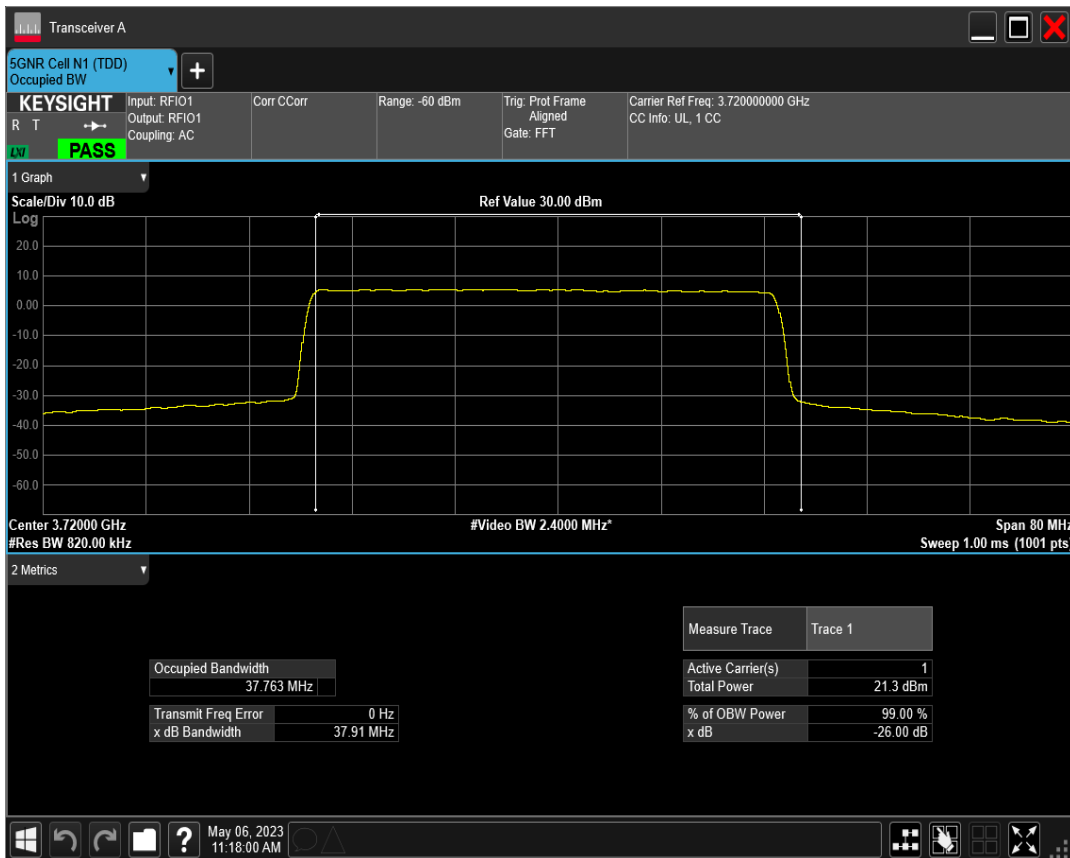 Transceiver A
5GNR Cell N1 (TDD)
Occupied BW
KEYSIGHT
R T
LXI
PASS
Input: RFIO1
Output: RFIO1
Coupling: AC
Corr CCorr
Range: -60 dBm
Trig: Prot Frame
Aligned
Gate: FFT
Carrier Ref Freq: 3.720000000 GHz
CC Info: UL, 1 CC
1 Graph
Scale/Div 10.0 dB
Ref Value 30.00 dBm
Log
20.0
10.0
0.00
-10.0
-20.0
-30.0
-40.0
-50.0
-60.0
Center 3.72000 GHz
#Video BW 2.4000 MHz*
Span 80 MHz
#Res BW 820.00 kHz
Sweep 1.00 ms (1001 pts)
2 Metrics
Measure Trace Trace 1
Occupied Bandwidth
37.763 MHz
Active Carrier(s) 1
Total Power 21.3 dBm
Transmit Freq Error 0 Hz
x dB Bandwidth 37.91 MHz
% of OBW Power 99.00 %
x dB -26.00 dB
?
May 06, 2023
11:18:00 AM